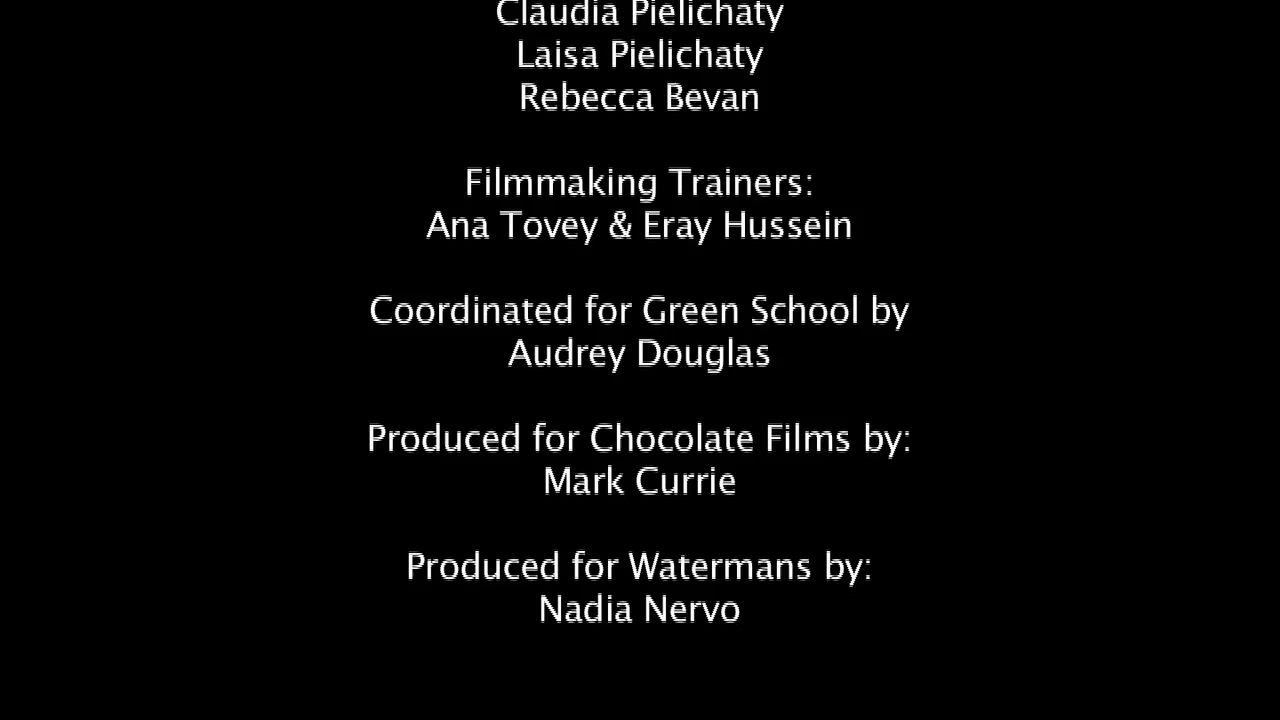 Claudia Pielichaty
Laisa Pielichaty
Rebecca Bevan
Filmmaking Trainers:
Ana Tovey & Eray Hussein
Coordinated for Green School by
Audrey Douglas
Produced for Chocolate Films by:
Mark Currie
Produced for Watermans by:
Nadia Nervo